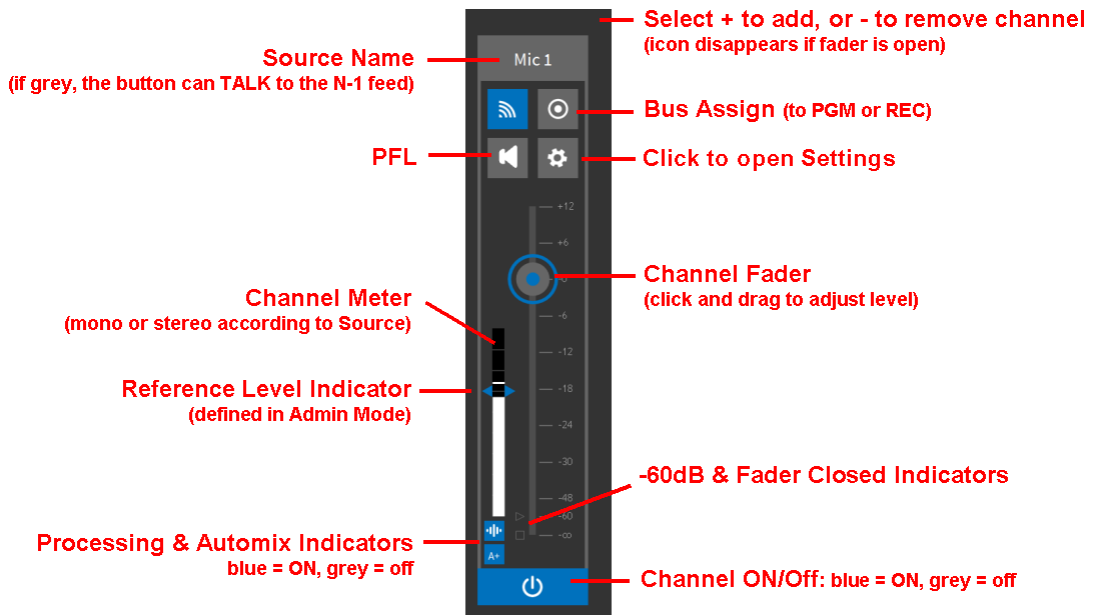 Select + to add, or - to remove channel
(icon disappears if fader is open)
Source Name
(if grey, the button can TALK to the N-1 feed)
Mic 1
Bus Assign (to PGM or REC)
PFL
Click to open Settings
+12
+6
-0
Channel Fader
(click and drag to adjust level)
Channel Meter
(mono or stereo according to Source)
-6
-12
Reference Level Indicator
(defined in Admin Mode)
-18
-24
-30
-60dB & Fader Closed Indicators
-48
-60
-∞
Processing & Automix Indicators
blue = ON, grey = off
A+
Channel ON/Off: blue = ON, grey = off